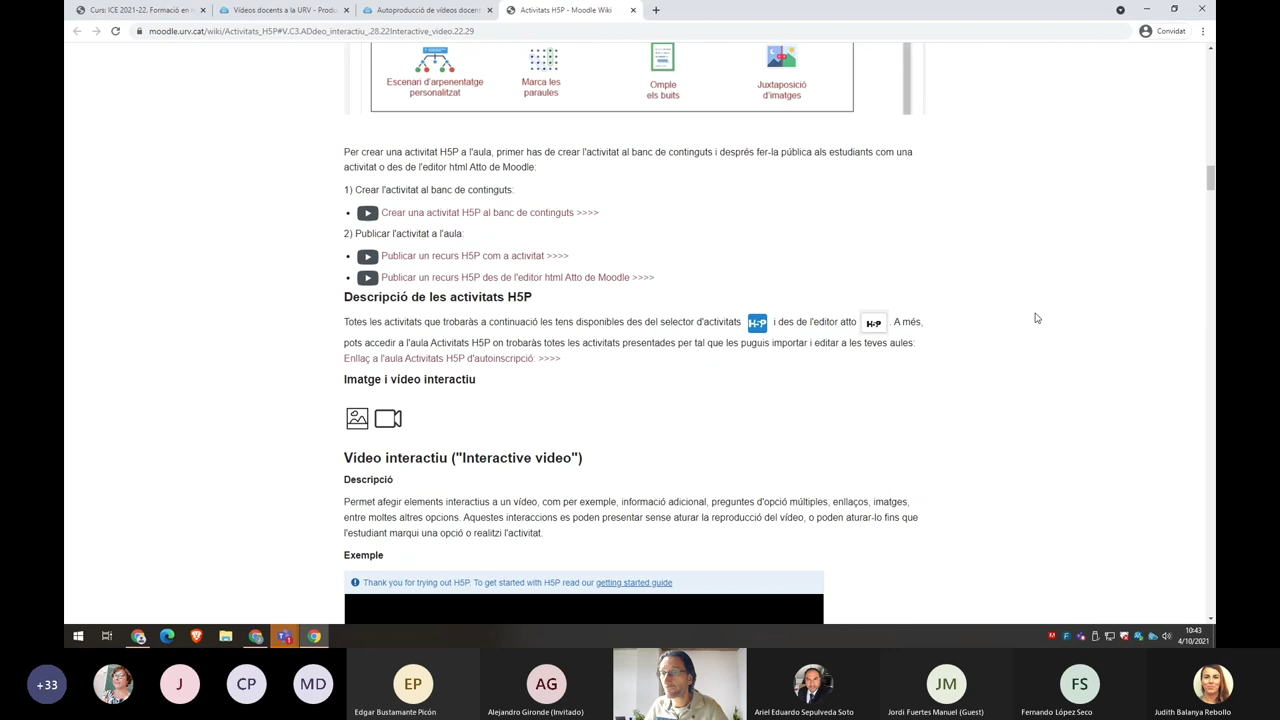 Curs: ICE 2021-22. Formació en
Vídeos docents a la URV - Produ
Autoproducció de vídeos docent
Activitats H5P - Moodle Wiki
moodle.urv.cat/wiki/Activitats_H5P#V.C3.ADdeo_interactiu_.28.22Interactive_video.22.29
Convidat
Escenari d'arpenentatge
personalitzat
Marca les
paraules
Omple
els buits
Juxtaposició
d'imatges
Per crear una activitat H5P a l'aula, primer has de crear l'activitat al banc de continguts i després fer-la pública als estudiants com una
activitat o des de l'editor html Atto de Moodle:
1) Crear l'activitat al banc de continguts:
• Crear una activitat H5P al banc de continguts >>>>
2) Publicar l'activitat a l'aula:
• Publicar un recurs H5P com a activitat >>>>
• Publicar un recurs H5P des de l'editor html Atto de Moodle >>>>
Descripció de les activitats H5P
Totes les activitats que trobaràs a continuació les tens disponibles des del selector d'activitats H5P i des de l'editor atto H5P . A més,
pots accedir a l'aula Activitats H5P on trobaràs totes les activitats presentades per tal que les puguis importar i editar a les teves aules:
Enllaç a l'aula Activitats H5P d'autoinscripció: >>>>
Imatge i vídeo interactiu
Vídeo interactiu ("Interactive video")
Descripció
Permet afegir elements interactius a un vídeo, com per exemple, informació adicional, preguntes d'opció múltiples, enllaços, imatges,
entre moltes altres opcions. Aquestes interaccions es poden presentar sense aturar la reproducció del vídeo, o poden aturar-lo fins que
l'estudiant marqui una opció o realitzi l'activitat.
Exemple
Thank you for trying out H5P. To get started with H5P read our getting started guide
10:43
4/10/2021
+33
J
CP
MD
EP
AG
JM
FS
Edgar Bustamante Picón
Alejandro Gironde (Invitado)
Ariel Eduardo Sepulveda Soto
Jordi Fuertes Manuel (Guest)
Fernando López Seco
Judith Balanya Rebollo